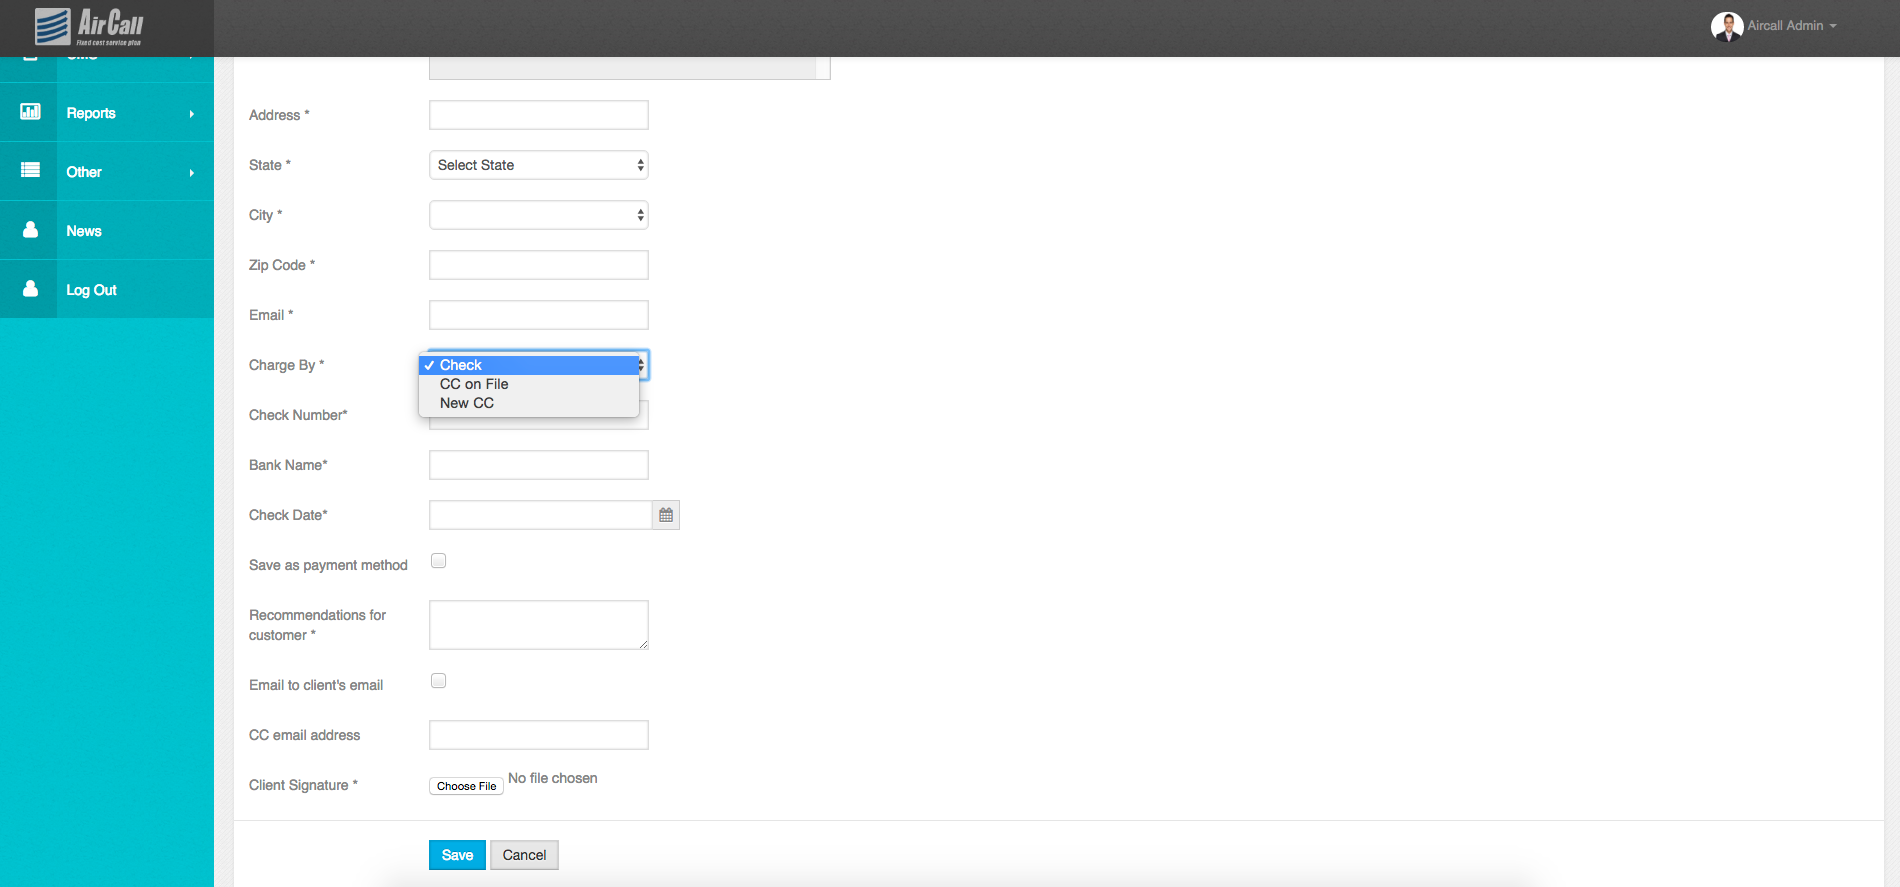 AirCall
Fixed cost service plan
Aircall Admin
CMS
Reports
Other
News
Log Out
Address *
State *
Select State
City *
Zip Code *
Email *
Charge By *
✓ Check
CC on File
New CC
Check Number*
Bank Name*
Check Date*
Save as payment method
Recommendations for
customer *
Email to client's email
CC email address
Client Signature *
Choose File No file chosen
Save
Cancel